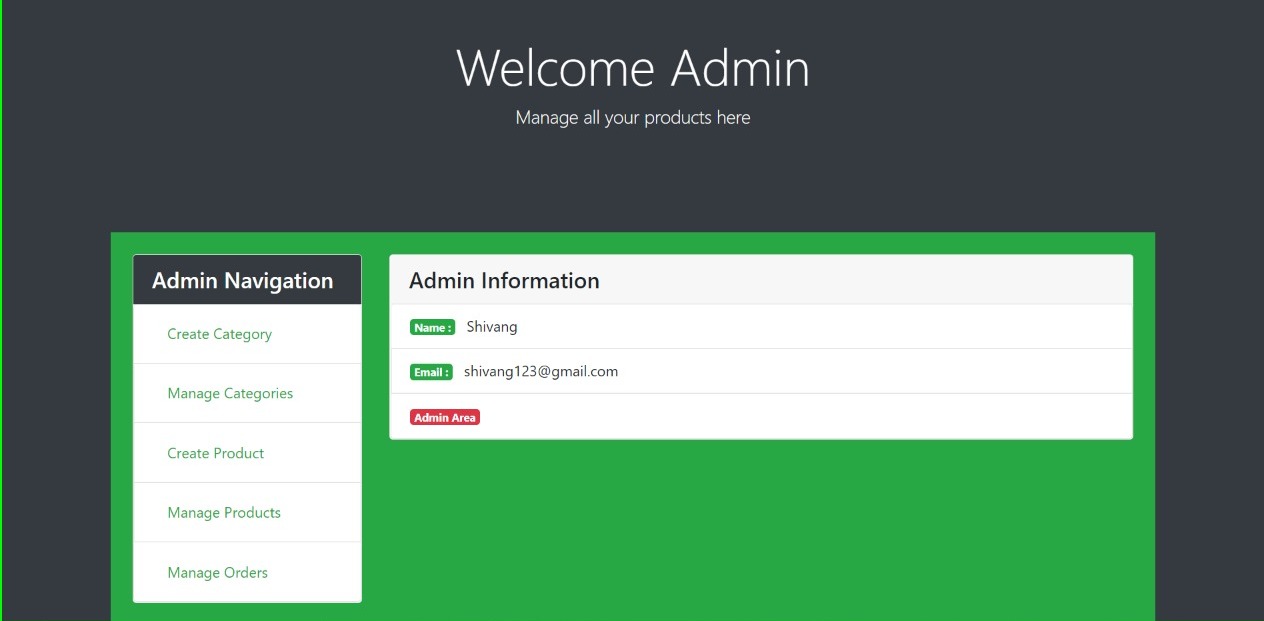 Welcome Admin
Manage all your products here
Admin Navigation
Create Category
Manage Categories
Create Product
Manage Products
Manage Orders
Admin Information
Name : Shivang
Email : shivang123@gmail.com
Admin Area